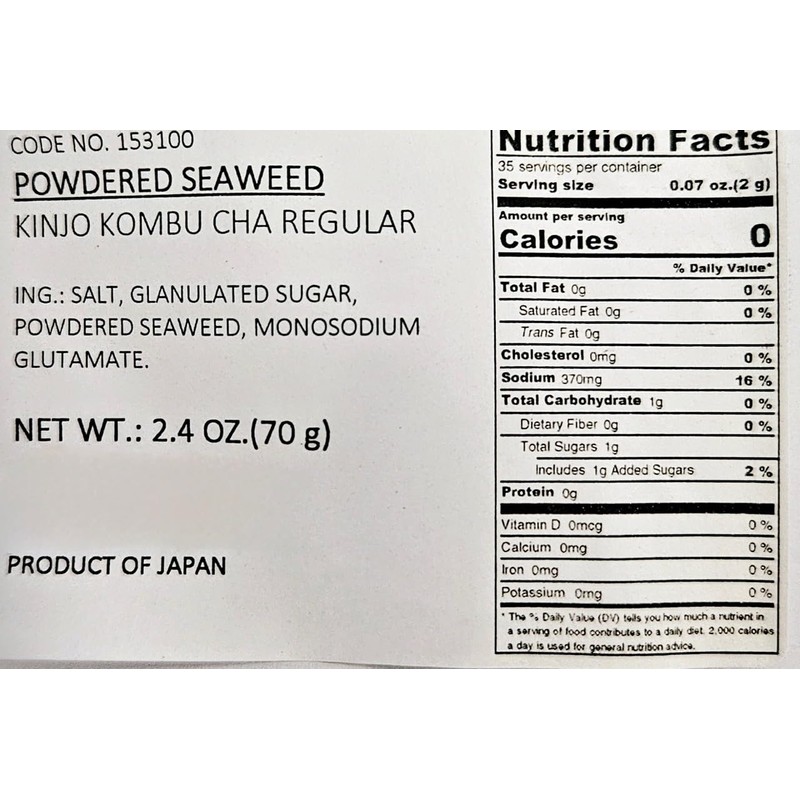 CODE NO. 153100
POWDERED SEAWEED
KINJO KOMBU CHA REGULAR
ING.: SALT, GLANULATED SUGAR,
POWDERED SEAWEED, MONOSODIUM
GLUTAMATE.
NET WT.: 2.4 OZ.(70 g)
PRODUCT OF JAPAN
Nutrition Facts
35 servings per container
Serving size 0.07 oz.(2 g)
Amount per serving
Calories 0
% Daily Value*
Total Fat 0g 0 %
Saturated Fat 0g 0 %
Trans Fat 0g
Cholesterol 0mg 0 %
Sodium 370mg 16 %
Total Carbohydrate 1g 0 %
Dietary Fiber 0g 0 %
Total Sugars 1g
Includes 1g Added Sugars 2 %
Protein 0g
Vitamin D 0mcg 0 %
Calcium 0mg 0 %
Iron 0mg 0 %
Potassium 0mg 0 %
* The % Daily Value (DV) tells you how much a nutrient in
a serving of food contributes to a daily diet. 2,000 calories
a day is used for general nutrition advice.